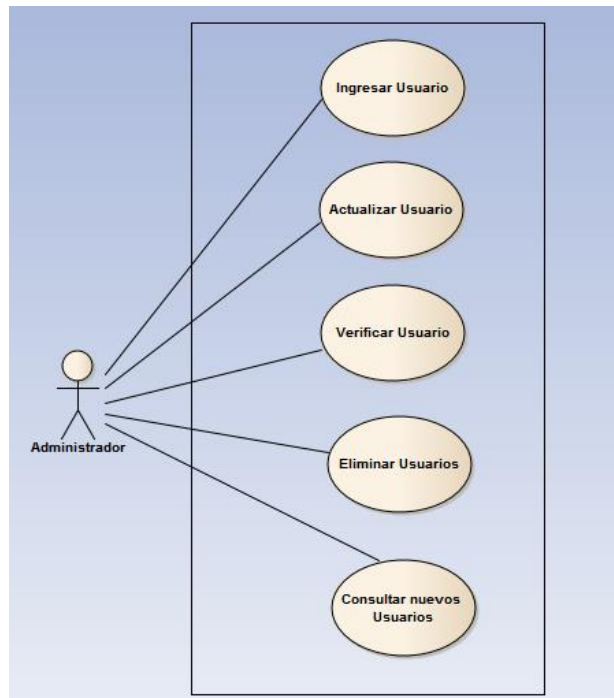 Ingresar Usuario
Actualizar Usuario
Verificar Usuario
Administrador
Eliminar Usuarios
Consultar nuevos
Usuarios